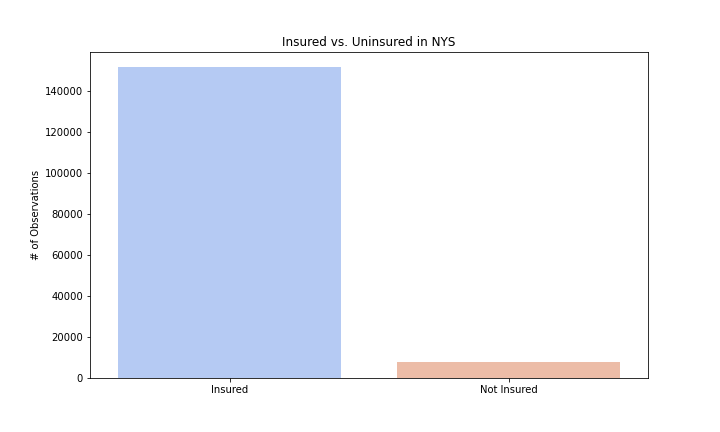 Insured vs. Uninsured in NYS
# of Observations
140000
120000
100000
80000
60000
40000
20000
0
Insured
Not Insured